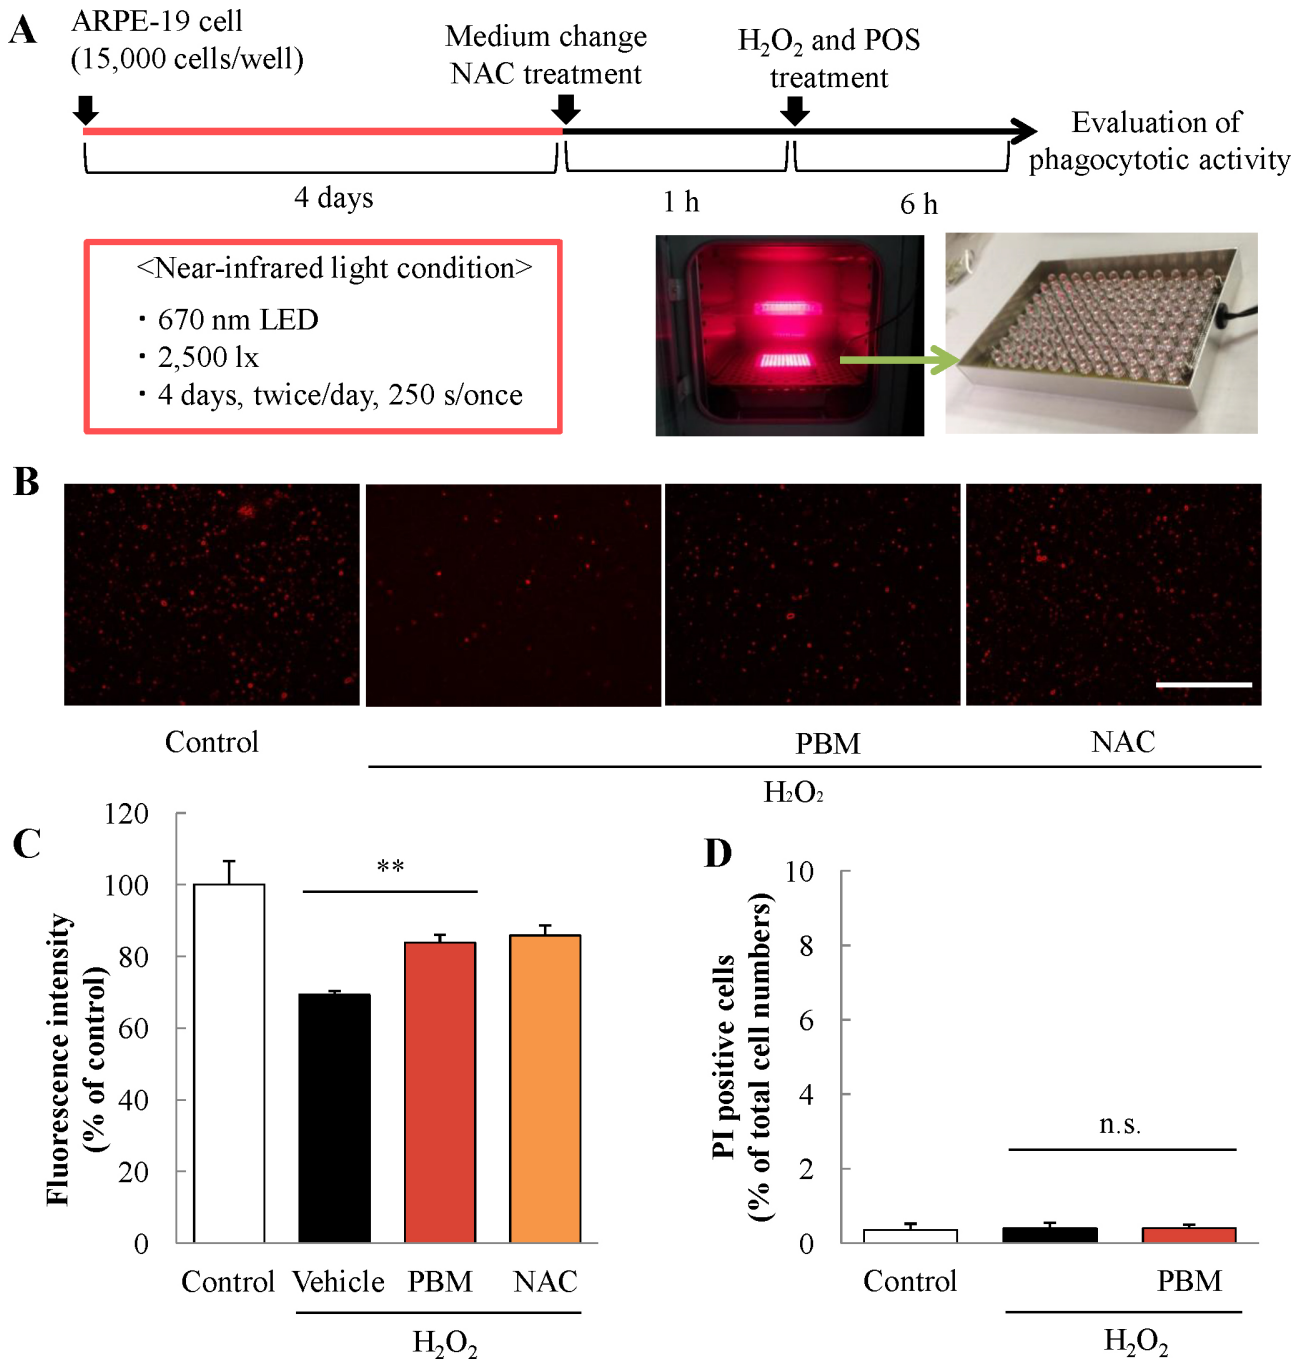 A
ARPE-19 cell
(15,000 cells/well)
Medium change
NAC treatment
H₂O₂ and POS
treatment
Evaluation of
phagocytotic activity
4 days
1 h
6 h
<Near-infrared light condition>
・670 nm LED
・2,500 lx
・4 days, twice/day, 250 s/once
B
Control
PBM
NAC
H₂O₂
C
Fluorescence intensity
(% of control)
120
100
80
60
40
20
0
**
Control
Vehicle
PBM
NAC
H₂O₂
D
PI positive cells
(% of total cell numbers)
10
8
6
4
2
0
n.s.
Control
PBM
H₂O₂